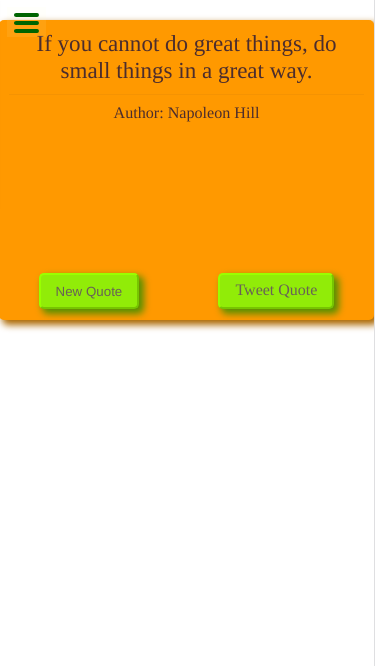 If you cannot do great things, do
small things in a great way.
Author: Napoleon Hill
New Quote
Tweet Quote